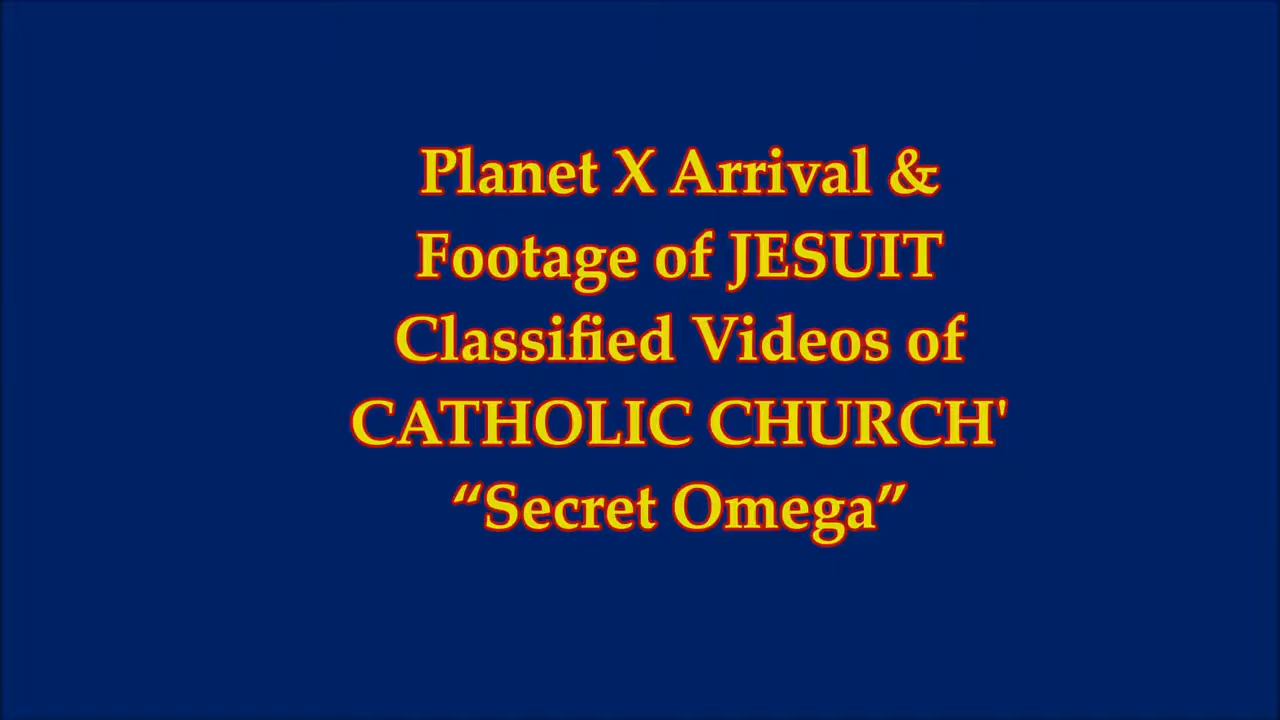 Planet X Arrival &
Footage of JESUIT
Classified Videos of
CATHOLIC CHURCH'
“Secret Omega”